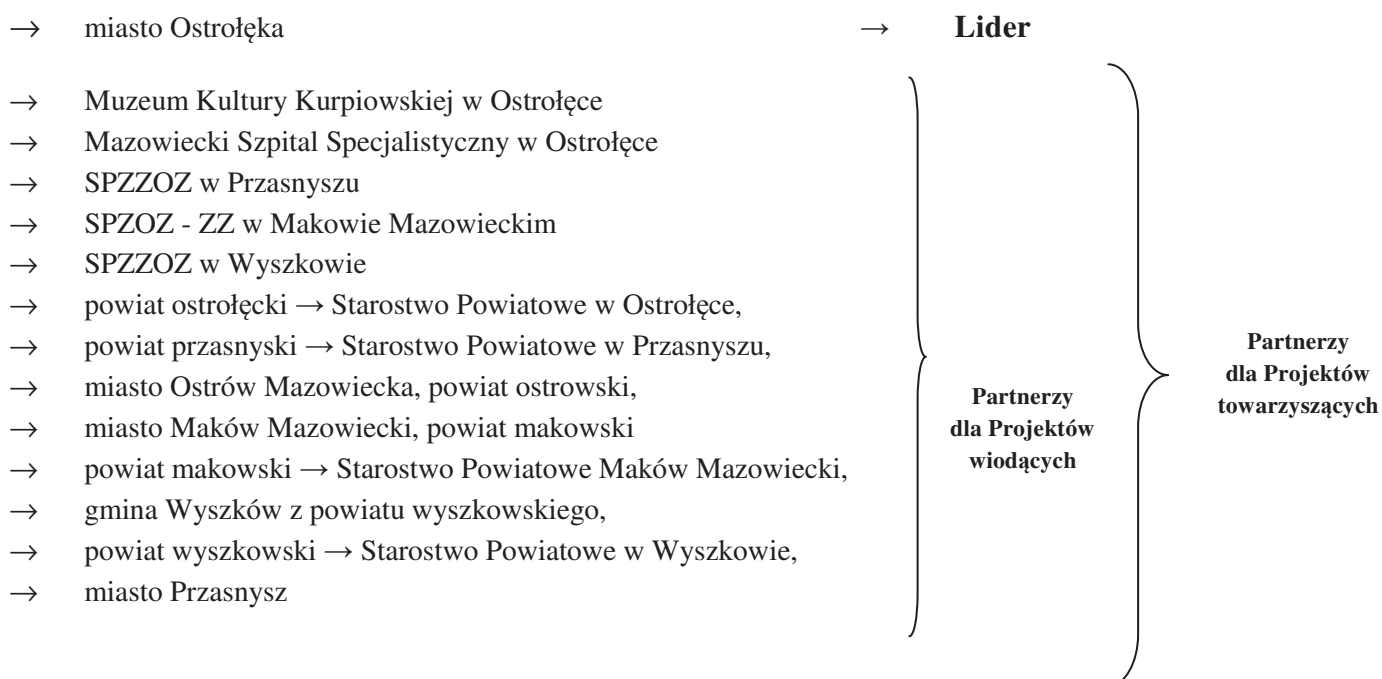 → miasto Ostrołęka → Lider
→ Muzeum Kultury Kurpiowskiej w Ostrołęce
→ Mazowiecki Szpital Specjalistyczny w Ostrołęce
→ SPZZOZ w Przasnyszu
→ SPZOZ - ZZ w Makowie Mazowieckim
→ SPZZOZ w Wyszkowie
→ powiat ostrołęcki → Starostwo Powiatowe w Ostrołęce,
→ powiat przasnyski → Starostwo Powiatowe w Przasnyszu,
→ miasto Ostrów Mazowiecka, powiat ostrowski,
→ miasto Maków Mazowiecki, powiat makowski
→ powiat makowski → Starostwo Powiatowe Maków Mazowiecki,
→ gmina Wyszków z powiatu wyszkowskiego,
→ powiat wyszkowski → Starostwo Powiatowe w Wyszkowie,
→ miasto Przasnysz
Partnerzy
dla Projektów
wiodących
Partnerzy
dla Projektów
towarzyszących